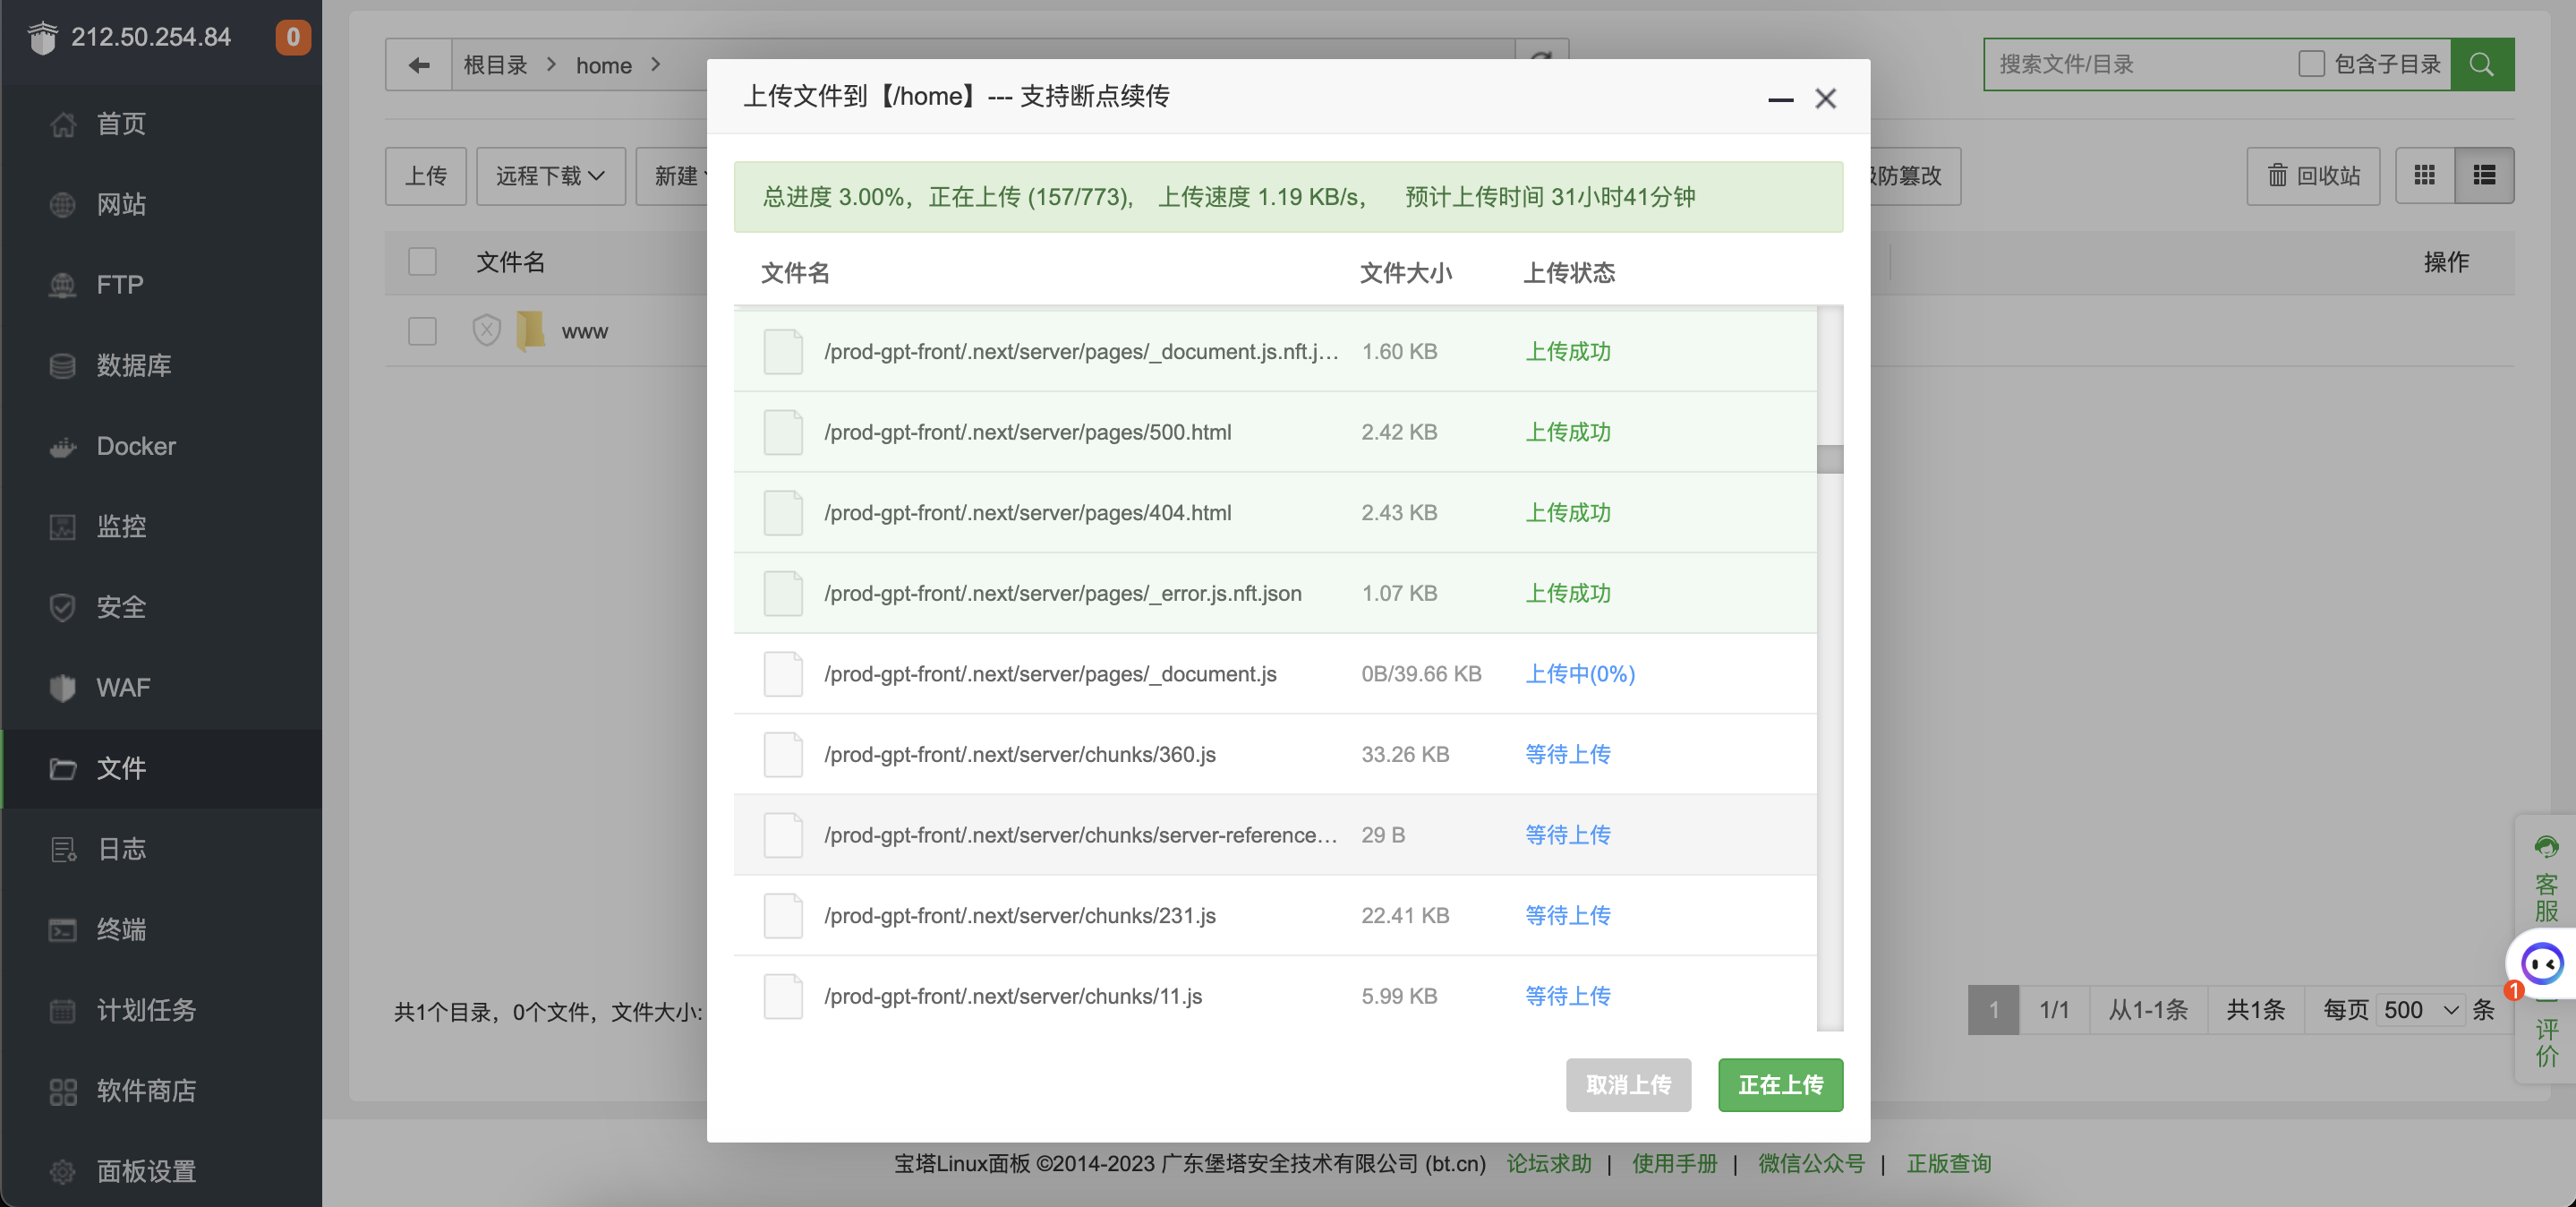 212.50.254.84
0
首页
网站
FTP
数据库
Docker
监控
安全
WAF
文件
日志
终端
计划任务
软件商店
面板设置
根目录
home
搜索文件/目录
包含子目录
上传
远程下载
新建
防篡改
回收站
文件名
操作
www
共1个目录，0个文件，文件大小:
1
1/1
从1-1条
共1条
每页
500
条
上传文件到【/home】--- 支持断点续传
总进度 3.00%，正在上传 (157/773)， 上传速度 1.19 KB/s， 预计上传时间 31小时41分钟
文件名 文件大小 上传状态
/prod-gpt-front/.next/server/pages/_document.js.nft.j... 1.60 KB 上传成功
/prod-gpt-front/.next/server/pages/500.html 2.42 KB 上传成功
/prod-gpt-front/.next/server/pages/404.html 2.43 KB 上传成功
/prod-gpt-front/.next/server/pages/_error.js.nft.json 1.07 KB 上传成功
/prod-gpt-front/.next/server/pages/_document.js 0B/39.66 KB 上传中(0%)
/prod-gpt-front/.next/server/chunks/360.js 33.26 KB 等待上传
/prod-gpt-front/.next/server/chunks/server-reference... 29 B 等待上传
/prod-gpt-front/.next/server/chunks/231.js 22.41 KB 等待上传
/prod-gpt-front/.next/server/chunks/11.js 5.99 KB 等待上传
取消上传
正在上传
客服
1
评价
宝塔Linux面板 ©2014-2023 广东堡塔安全技术有限公司 (bt.cn) 论坛求助 | 使用手册 | 微信公众号 | 正版查询